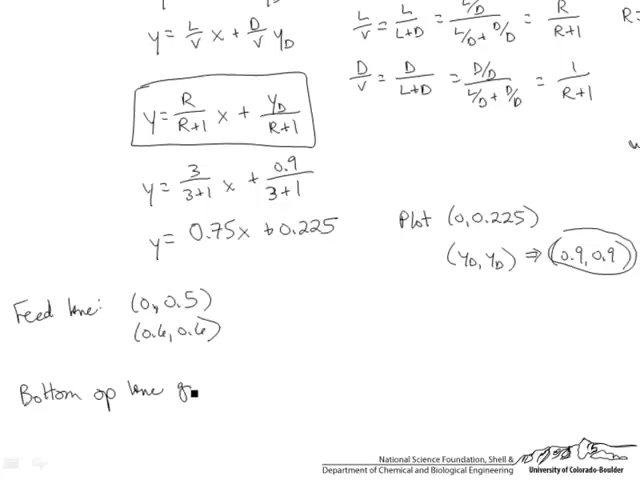 y = L/V x + D/V y_D
L/V = L/(L+D) = (L/D)/(L/D + D/D) = R/(R+1)
R =
D/V = D/(L+D) = (D/D)/(L/D + D/D) = 1/(R+1)
y = R/(R+1) x + y_D/(R+1)
y = 3/(3+1) x + 0.9/(3+1)
y = 0.75x + 0.225
Plot (0, 0.225)
(y_D, y_D) ⇒ (0.9, 0.9)
Feed line: (0, 0.5)
(0.6, 0.6)
Bottom op line g
National Science Foundation, Shell &
Department of Chemical and Biological Engineering
University of Colorado-Boulder